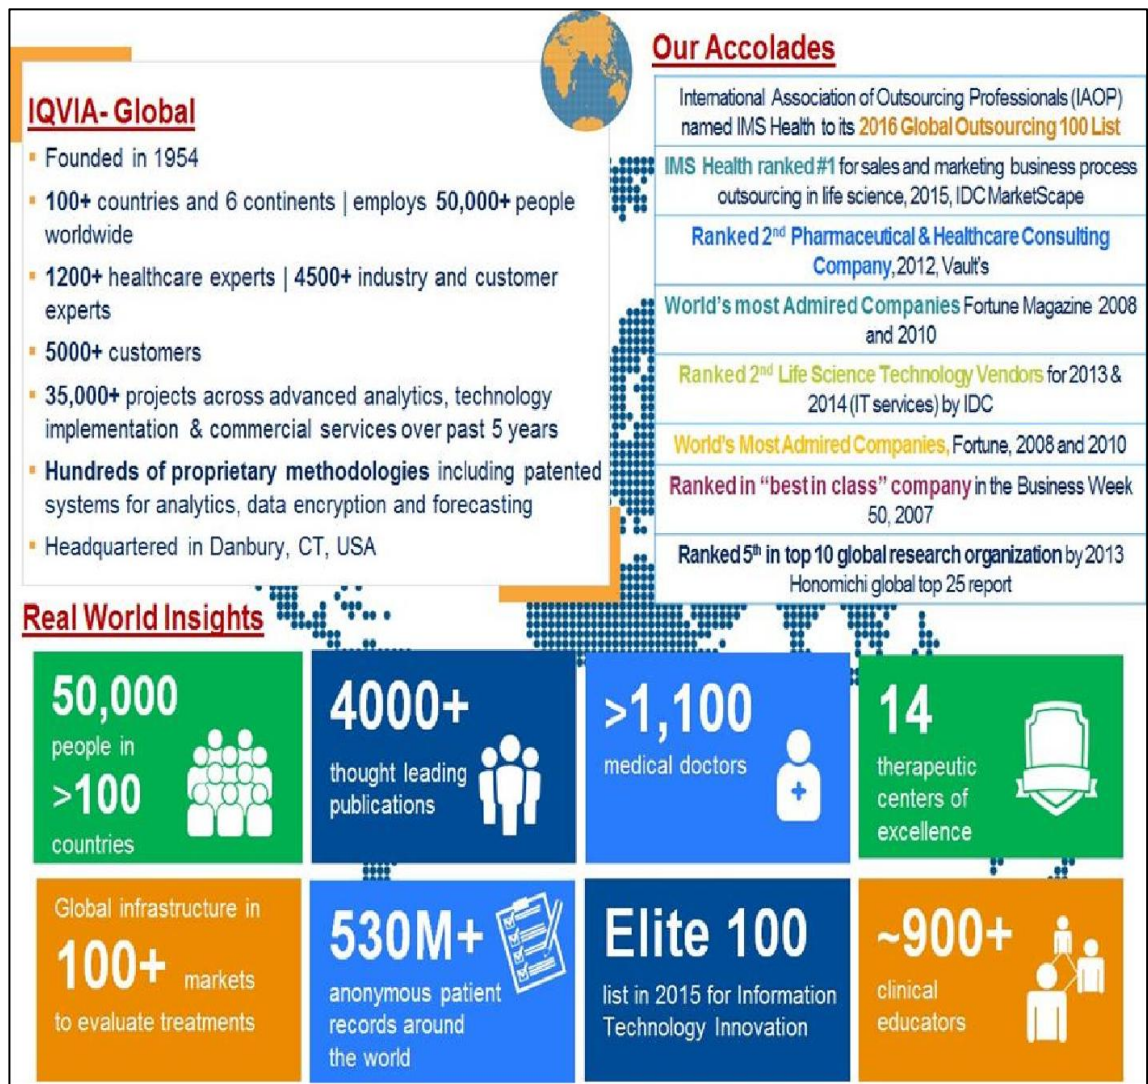 IQVIA- Global
Founded in 1954
100+ countries and 6 continents | employs 50,000+ people
worldwide
1200+ healthcare experts | 4500+ industry and customer
experts
5000+ customers
35,000+ projects across advanced analytics, technology
implementation & commercial services over past 5 years
Hundreds of proprietary methodologies including patented
systems for analytics, data encryption and forecasting
Headquartered in Danbury, CT, USA
Our Accolades
International Association of Outsourcing Professionals (IAOP)
named IMS Health to its 2016 Global Outsourcing 100 List
IMS Health ranked #1 for sales and marketing business process
outsourcing in life science, 2015, IDC MarketScape
Ranked 2nd Pharmaceutical & Healthcare Consulting
Company, 2012, Vault's
World's most Admired Companies Fortune Magazine 2008
and 2010
Ranked 2nd Life Science Technology Vendors for 2013 &
2014 (IT services) by IDC
World's Most Admired Companies, Fortune, 2008 and 2010
Ranked in “best in class” company in the Business Week
50, 2007
Ranked 5th in top 10 global research organization by 2013
Honomichi global top 25 report
Real World Insights
50,000
people in
>100
countries
4000+
thought leading
publications
>1,100
medical doctors
14
therapeutic
centers of
excellence
Global infrastructure in
100+ markets
to evaluate treatments
530M+
anonymous patient
records around
the world
Elite 100
list in 2015 for Information
Technology Innovation
~900+
clinical
educators